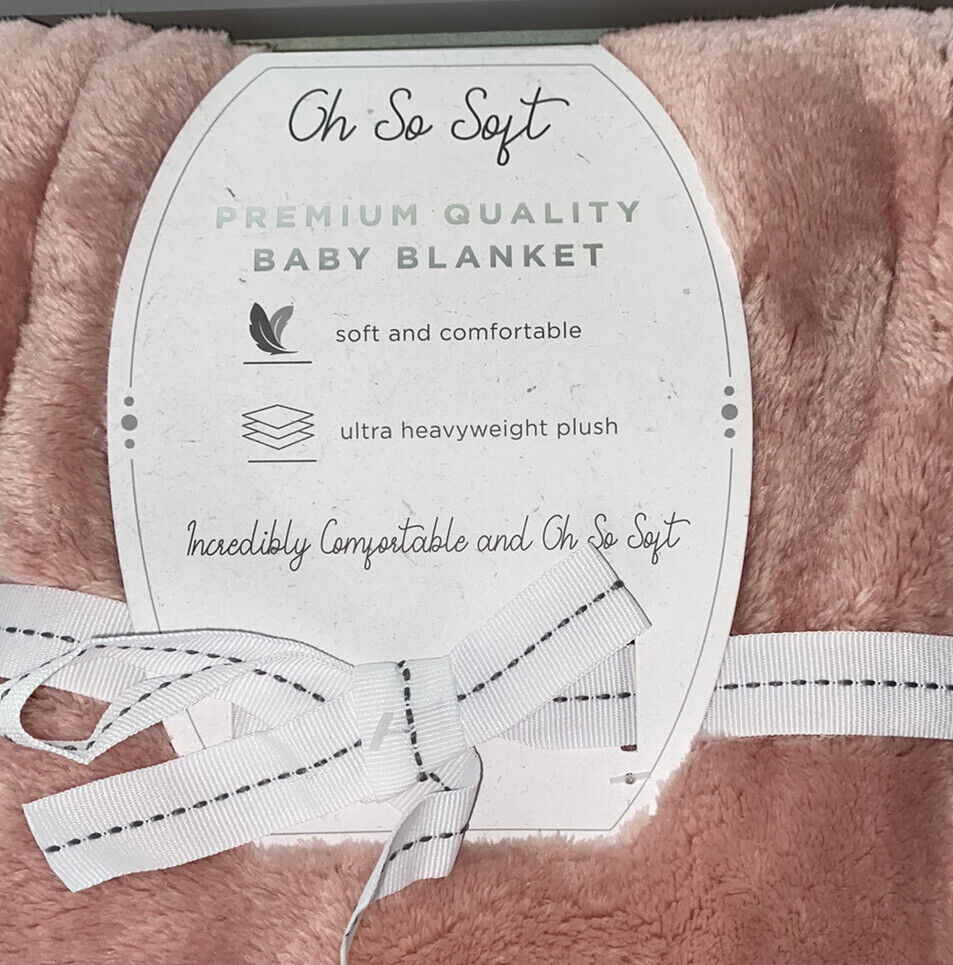 Oh So Soft
PREMIUM QUALITY
BABY BLANKET
soft and comfortable
ultra heavyweight plush
Incredibly Comfortable and Oh So Soft